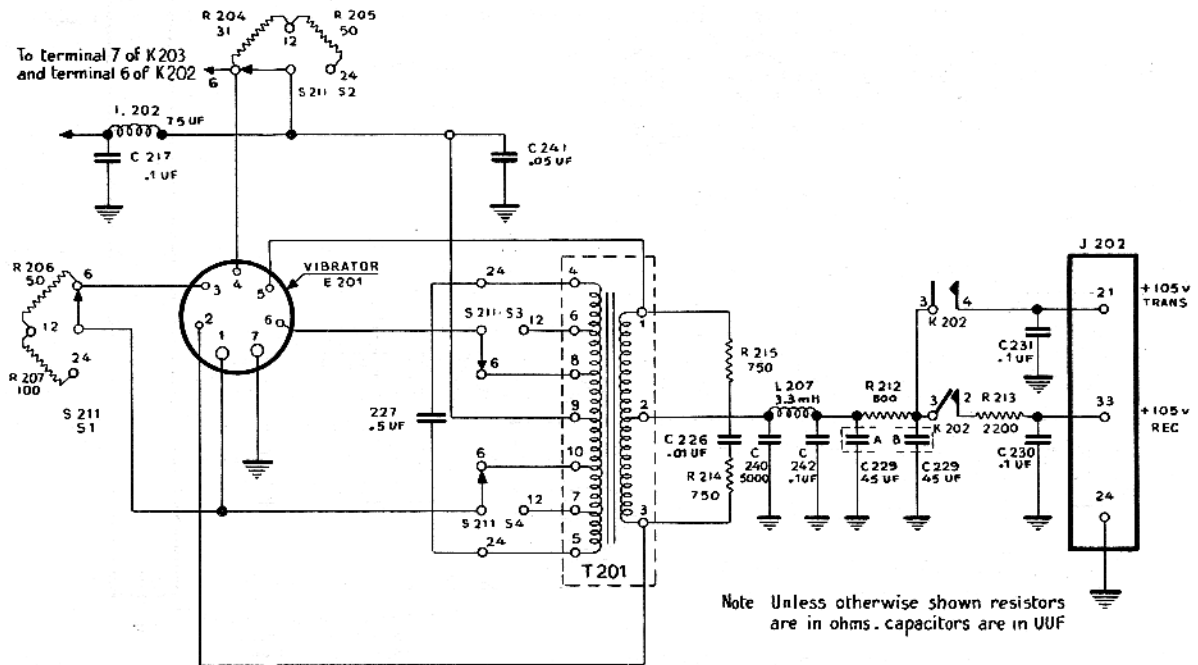 R 204
31
R 205
50
12
To terminal 7 of K203
and terminal 6 of K202
6
24
S 211 S2
L 202
75 UF
C 217
.1 UF
C 241
.05 UF
R 206
50
6
12
24
R 207
100
S 211
S1
VIBRATOR
E 201
1
2
3
4
5
6
7
24
S 211 - S3
12
6
227
.5 UF
6
S 211 S4
12
24
4
6
8
9
10
7
5
1
2
3
T 201
R 215
750
C 226
.01 UF
R 214
750
L 207
3.3 mH
C
240
5000
C
242
.1UF
R 212
800
A
B
C 229
45 UF
C 229
45 UF
3
4
K 202
3
2
K 202
R 213
2200
C 231
.1 UF
C 230
.1 UF
J 202
21
+105v
TRANS
33
+105v
REC
24
Note Unless otherwise shown resistors
are in ohms. capacitors are in UUF